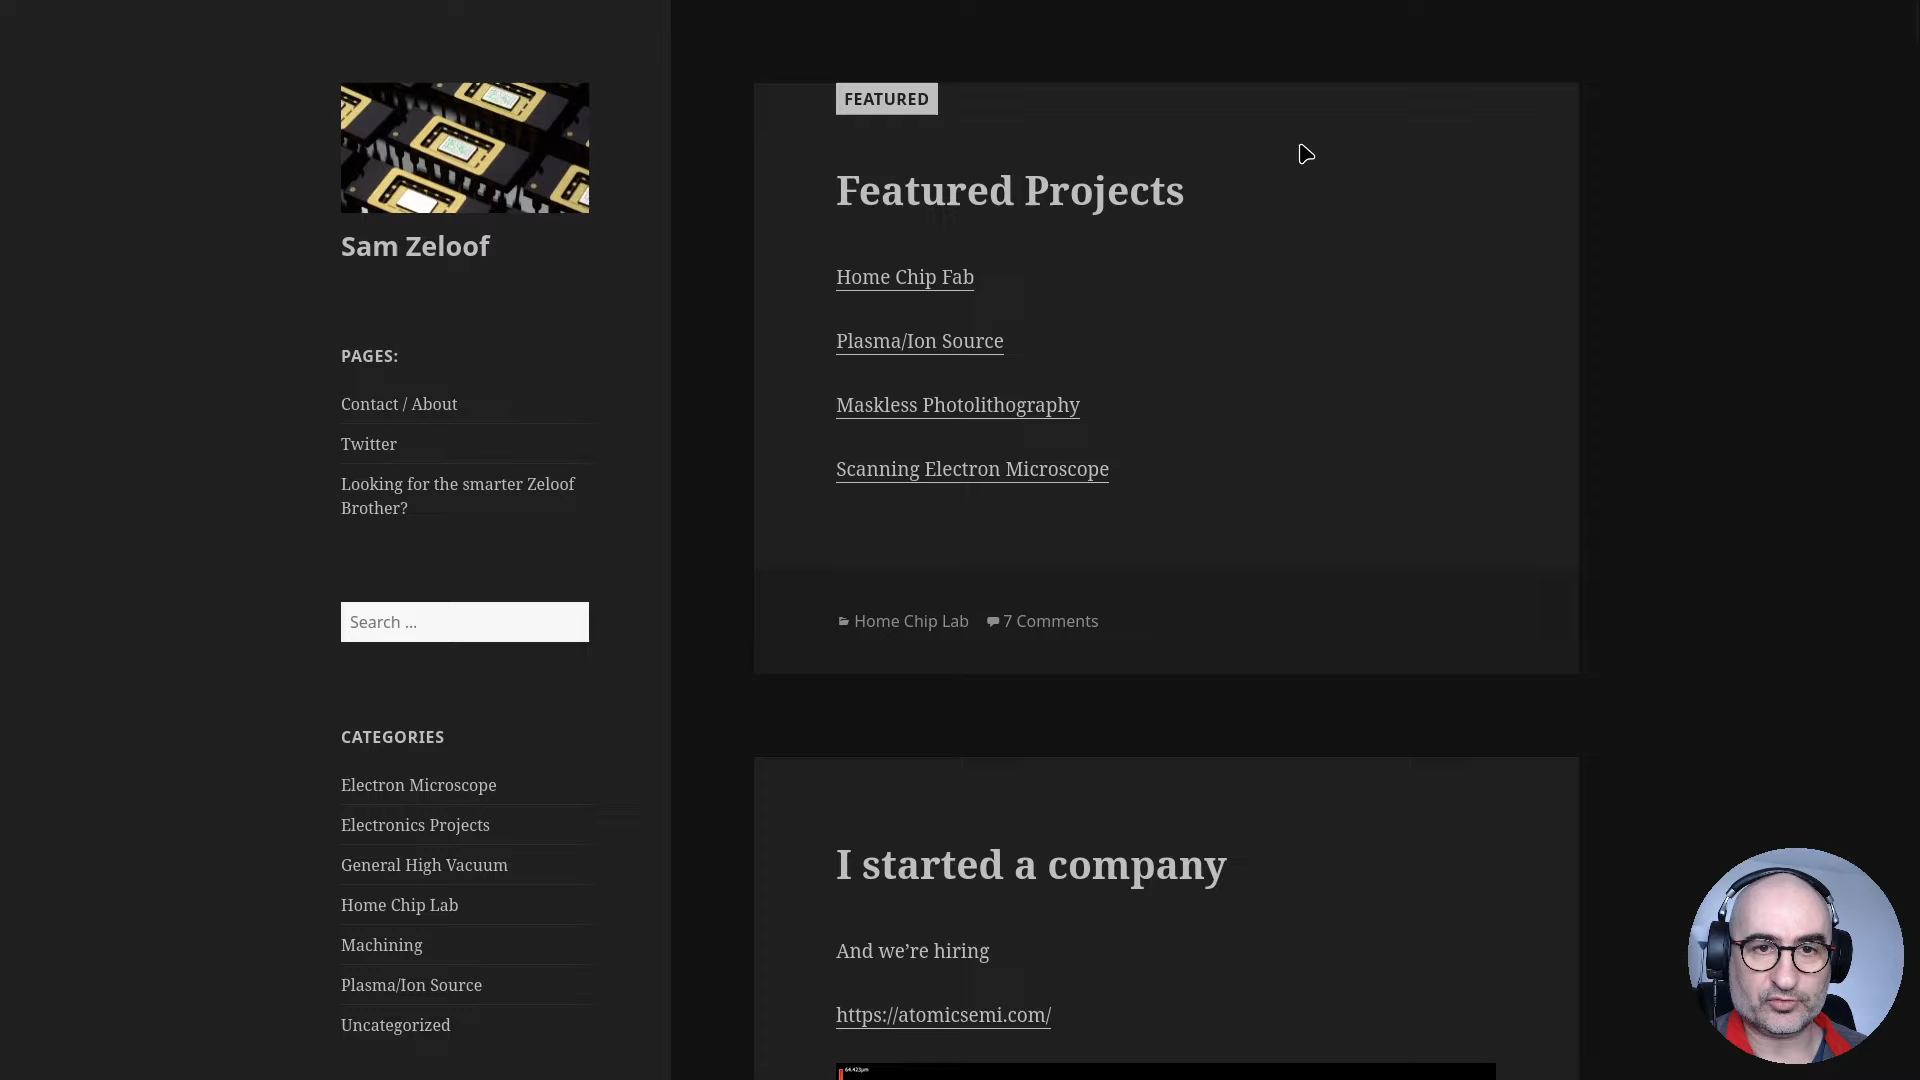 Sam Zeloof
PAGES:
Contact / About
Twitter
Looking for the smarter Zeloof
Brother?
Search ...
CATEGORIES
Electron Microscope
Electronics Projects
General High Vacuum
Home Chip Lab
Machining
Plasma/Ion Source
Uncategorized
FEATURED
Featured Projects
Home Chip Fab
Plasma/Ion Source
Maskless Photolithography
Scanning Electron Microscope
Home Chip Lab 7 Comments
I started a company
And we’re hiring
https://atomicsemi.com/
64.423µm